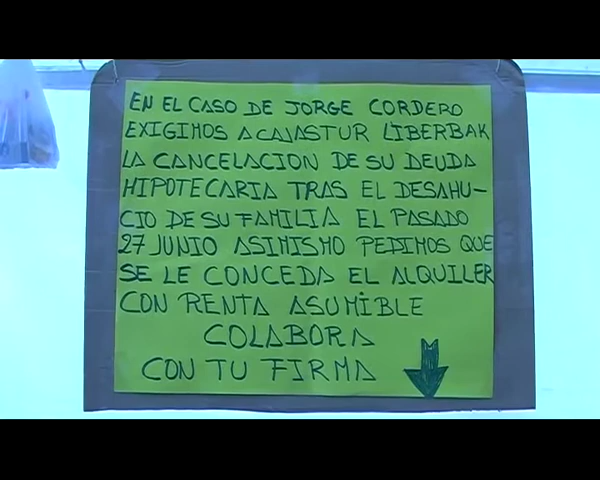 EN EL CASO DE JORGE CORDERO
EXIGIMOS A CAJASTUR LIBERBAK
LA CANCELACION DE SU DEUDA
HIPOTECARIA TRAS EL DESAHU-
CIO DE SU FAMILIA EL PASADO
27 JUNIO ASIMISMO PEDIMOS QUE
SE LE CONCEDA EL ALQUILER
CON RENTA ASUMIBLE
COLABORA
CON TU FIRMA